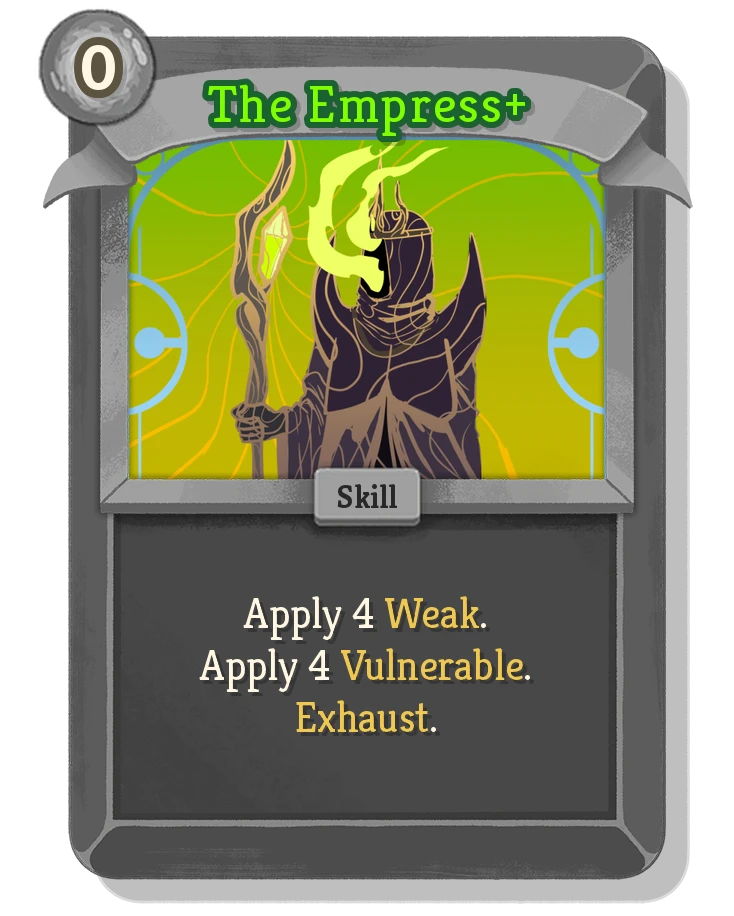 0
The Empress+
Skill
Apply 4 Weak.
Apply 4 Vulnerable.
Exhaust.